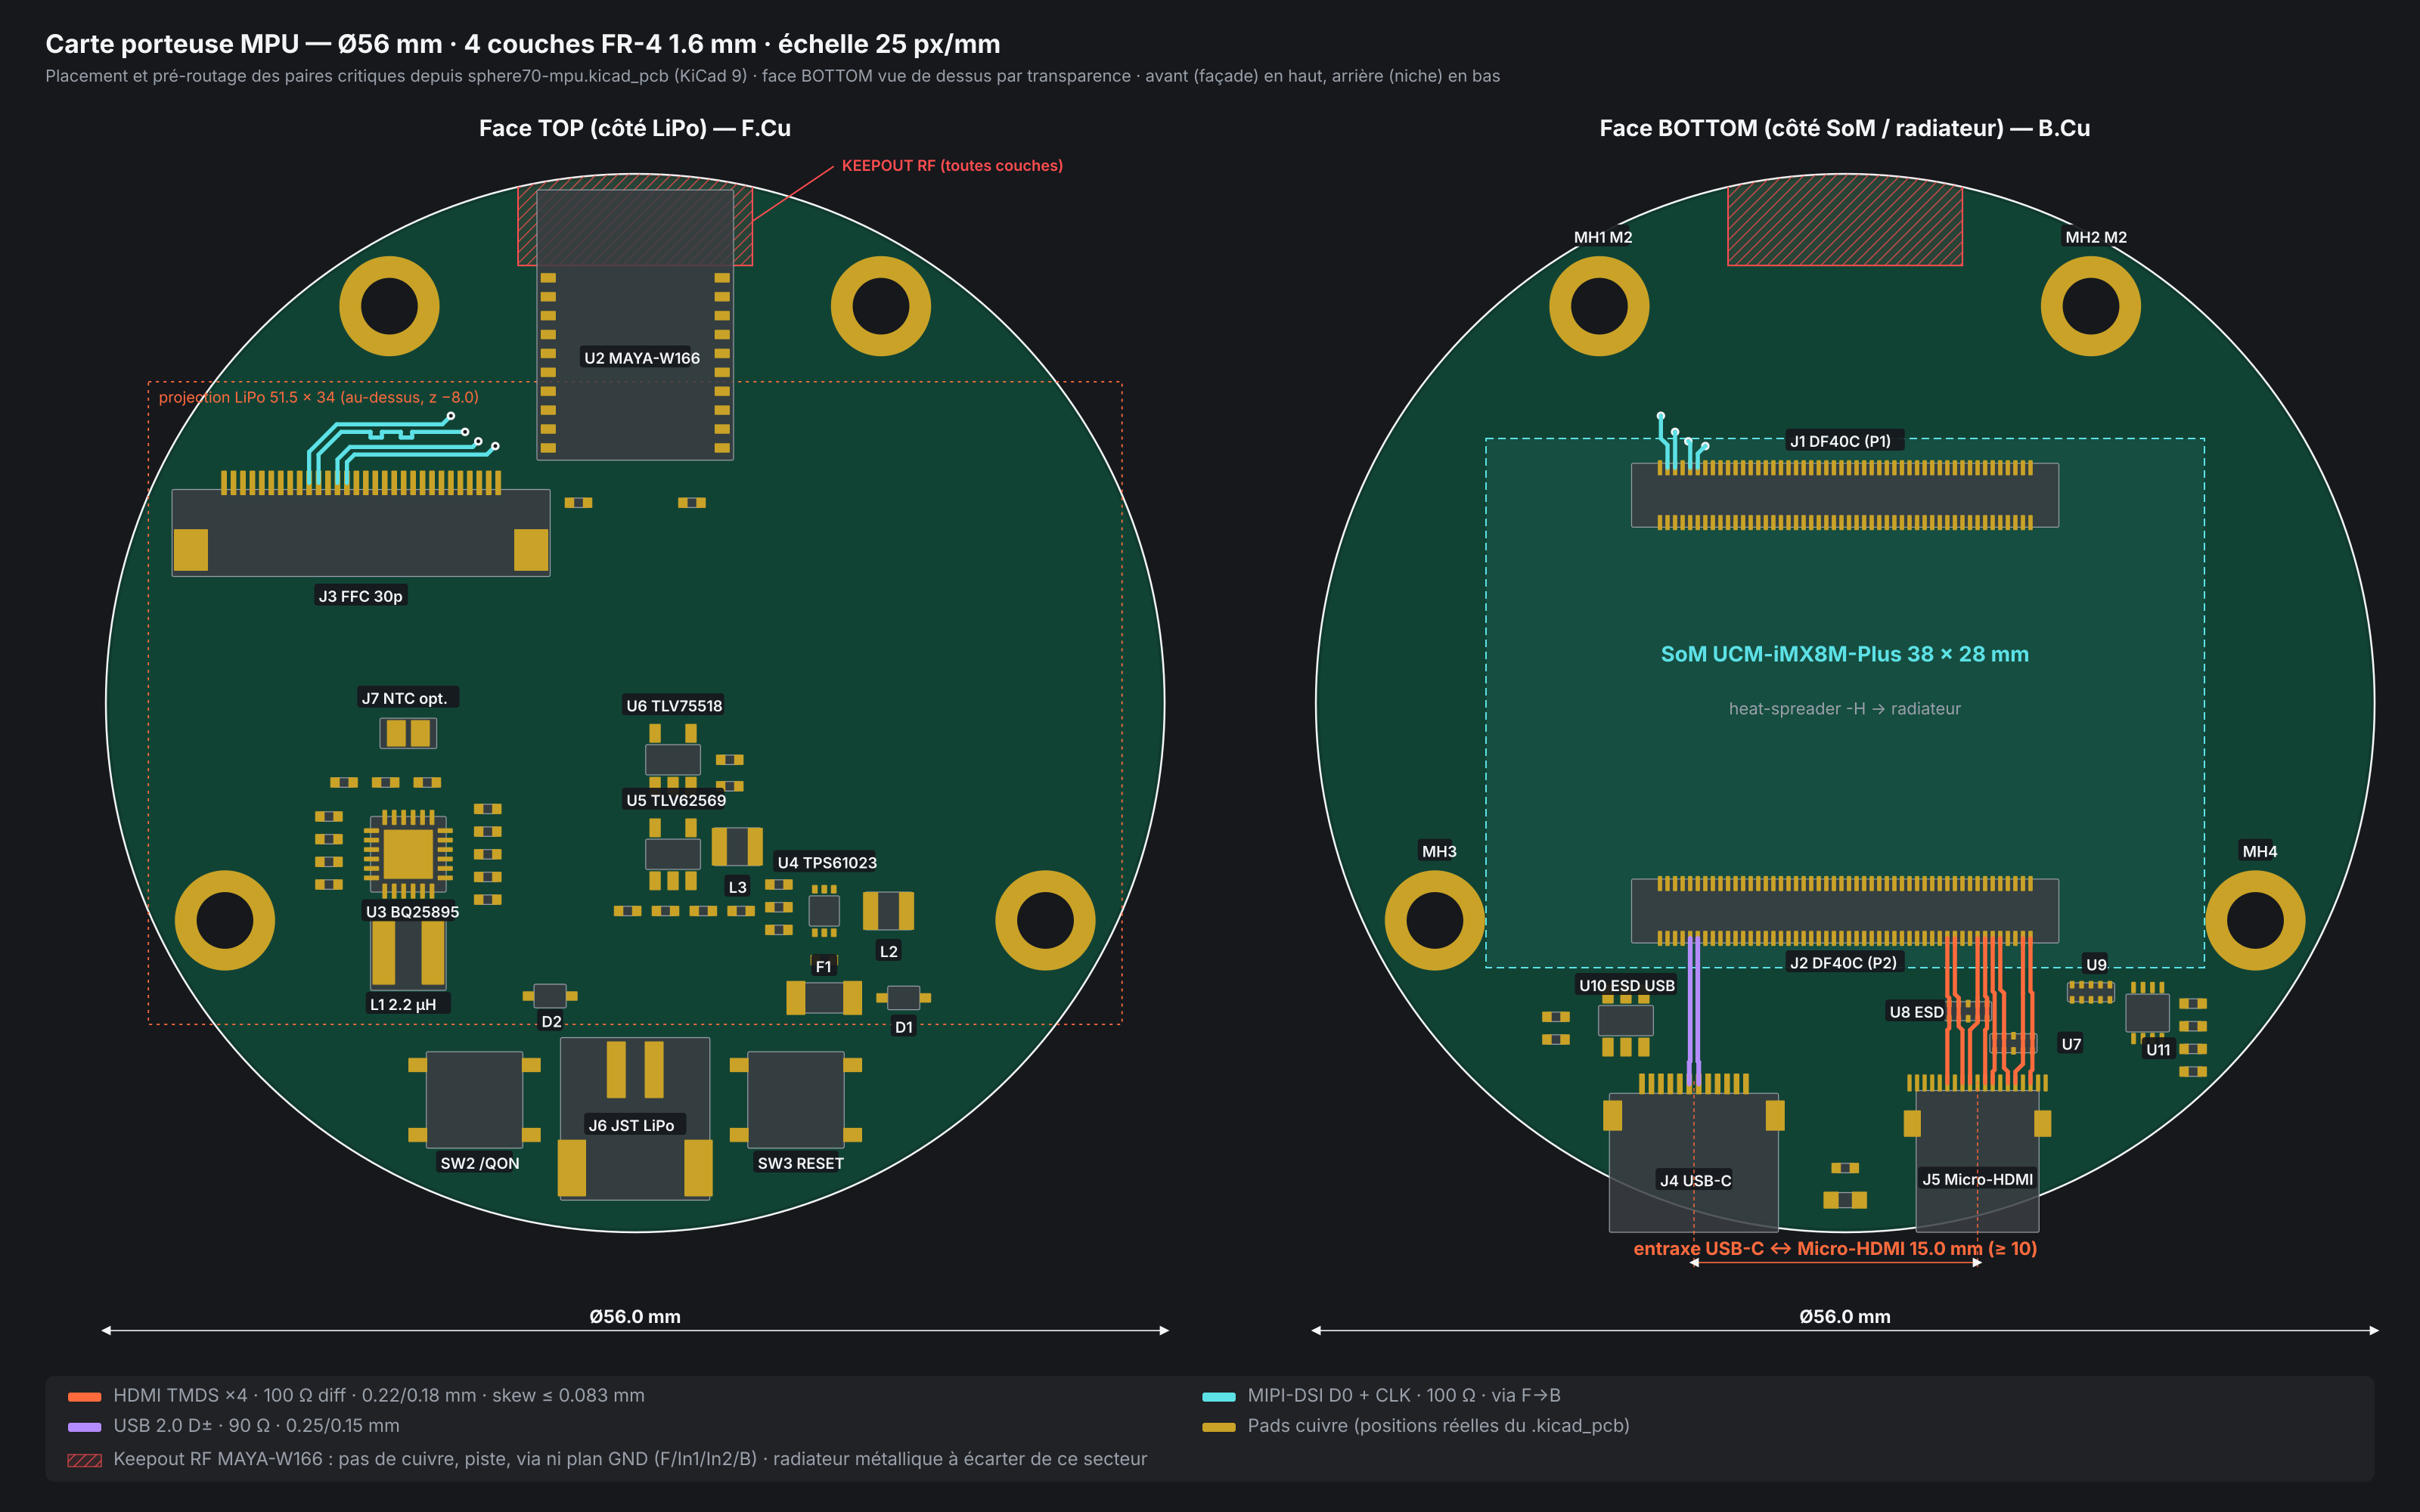 Carte porteuse MPU — Ø56 mm · 4 couches FR-4 1.6 mm · échelle 25 px/mm
Placement et pré-routage des paires critiques depuis sphere70-mpu.kicad_pcb (KiCad 9) · face BOTTOM vue de dessus par transparence · avant (façade) en haut, arrière (niche) en bas
Face TOP (côté LiPo) — F.Cu
KEEPOUT RF (toutes couches)
U2 MAYA-W166
projection LiPo 51.5 × 34 (au-dessus, z −8.0)
J3 FFC 30p
J7 NTC opt.
U6 TLV75518
U5 TLV62569
U4 TPS61023
L3
U3 BQ25895
L2
F1
L1 2.2 µH
D2
D1
J6 JST LiPo
SW2 /QON
SW3 RESET
Ø56.0 mm
Face BOTTOM (côté SoM / radiateur) — B.Cu
MH1 M2
MH2 M2
J1 DF40C (P1)
SoM UCM-iMX8M-Plus 38 × 28 mm
heat-spreader -H → radiateur
MH3
MH4
J2 DF40C (P2)
U9
U10 ESD USB
U8 ESD
U7
U11
J4 USB-C
J5 Micro-HDMI
entraxe USB-C ↔ Micro-HDMI 15.0 mm (≥ 10)
Ø56.0 mm
HDMI TMDS ×4 · 100 Ω diff · 0.22/0.18 mm · skew ≤ 0.083 mm
MIPI-DSI D0 + CLK · 100 Ω · via F→B
USB 2.0 D± · 90 Ω · 0.25/0.15 mm
Pads cuivre (positions réelles du .kicad_pcb)
Keepout RF MAYA-W166 : pas de cuivre, piste, via ni plan GND (F/In1/In2/B) · radiateur métallique à écarter de ce secteur